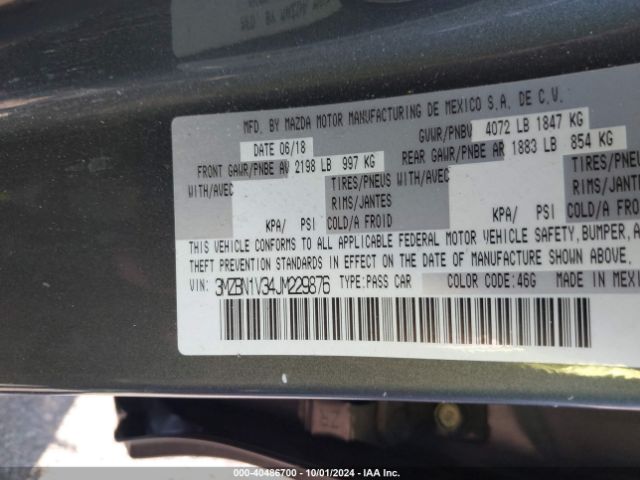 MFD. BY MAZDA MOTOR MANUFACTURING DE MEXICO S.A. DE C.V.
DATE 06/18 GVWR/PNBV 4072 LB 1847 KG
FRONT GAWR/PNBE AV 2198 LB 997 KG REAR GAWR/PNBE AR 1883 LB 854 KG
WITH/AVEC TIRES/PNEUS WITH/AVEC TIRES/PNEUS
RIMS/JANTES RIMS/JANTES
KPA/ PSI COLD/A FROID KPA/ PSI COLD/A FROID
THIS VEHICLE CONFORMS TO ALL APPLICABLE FEDERAL MOTOR VEHICLE SAFETY, BUMPER, A
THEFT PREVENTION STANDARDS IN EFFECT ON THE DATE OF MANUFACTURE SHOWN ABOVE.
VIN: 3MZBN1V34JM229876 TYPE:PASS CAR COLOR CODE:46G MADE IN MEXI
000-40486700 - 10/01/2024 - IAA Inc.